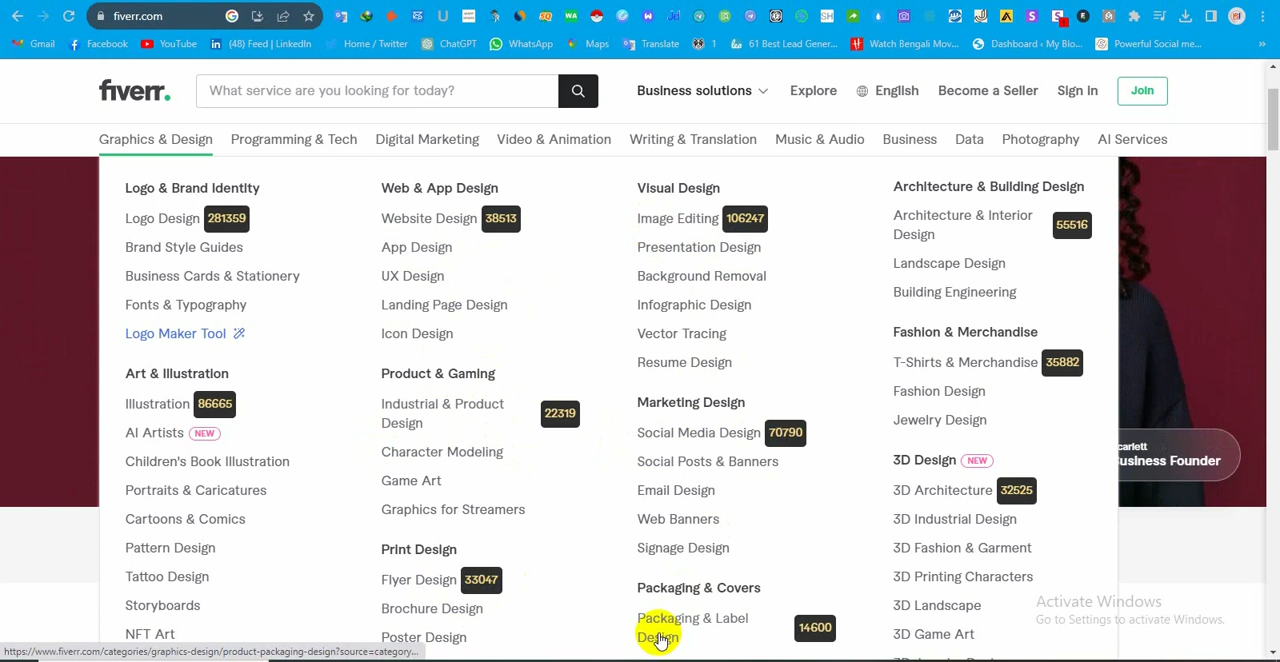 fiverr.com
Gmail Facebook YouTube (48) Feed | LinkedIn Home / Twitter ChatGPT WhatsApp Maps Translate 1 61 Best Lead Gener... Watch Bengali Mov... Dashboard ‹ My Blo... Powerful Social me... »
fiverr. What service are you looking for today? Business solutions Explore English Become a Seller Sign in Join
Graphics & Design Programming & Tech Digital Marketing Video & Animation Writing & Translation Music & Audio Business Data Photography AI Services
Logo & Brand Identity
Logo Design 281359
Brand Style Guides
Business Cards & Stationery
Fonts & Typography
Logo Maker Tool
Art & Illustration
Illustration 86665
AI Artists NEW
Children's Book Illustration
Portraits & Caricatures
Cartoons & Comics
Pattern Design
Tattoo Design
Storyboards
NFT Art
Web & App Design
Website Design 38513
App Design
UX Design
Landing Page Design
Icon Design
Product & Gaming
Industrial & Product
Design 22319
Character Modeling
Game Art
Graphics for Streamers
Print Design
Flyer Design 33047
Brochure Design
Poster Design
Visual Design
Image Editing 106247
Presentation Design
Background Removal
Infographic Design
Vector Tracing
Resume Design
Marketing Design
Social Media Design 70790
Social Posts & Banners
Email Design
Web Banners
Signage Design
Packaging & Covers
Packaging & Label
Design 14600
Architecture & Building Design
Architecture & Interior
Design 55516
Landscape Design
Building Engineering
Fashion & Merchandise
T-Shirts & Merchandise 35882
Fashion Design
Jewelry Design
3D Design NEW
3D Architecture 32525
3D Industrial Design
3D Fashion & Garment
3D Printing Characters
3D Landscape
3D Game Art
carlett
usiness Founder
Activate Windows
Go to Settings to activate Windows.
https://www.fiverr.com/categories/graphics-design/product-packaging-design?source=category...